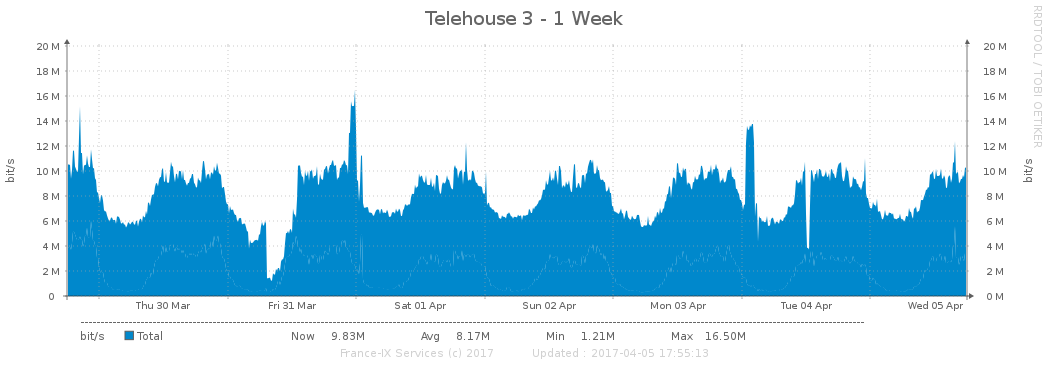 Telehouse 3 - 1 Week
RRDTOOL / TOBI OETIKER
bit/s
20 M 20 M
18 M 18 M
16 M 16 M
14 M 14 M
12 M 12 M
10 M 10 M
8 M 8 M
6 M 6 M
4 M 4 M
2 M 2 M
0 0 M
bit/s
Thu 30 Mar Fri 31 Mar Sat 01 Apr Sun 02 Apr Mon 03 Apr Tue 04 Apr Wed 05 Apr
bit/s Total Now 9.83M Avg 8.17M Min 1.21M Max 16.50M
France-IX Services (c) 2017 Updated : 2017-04-05 17:55:13